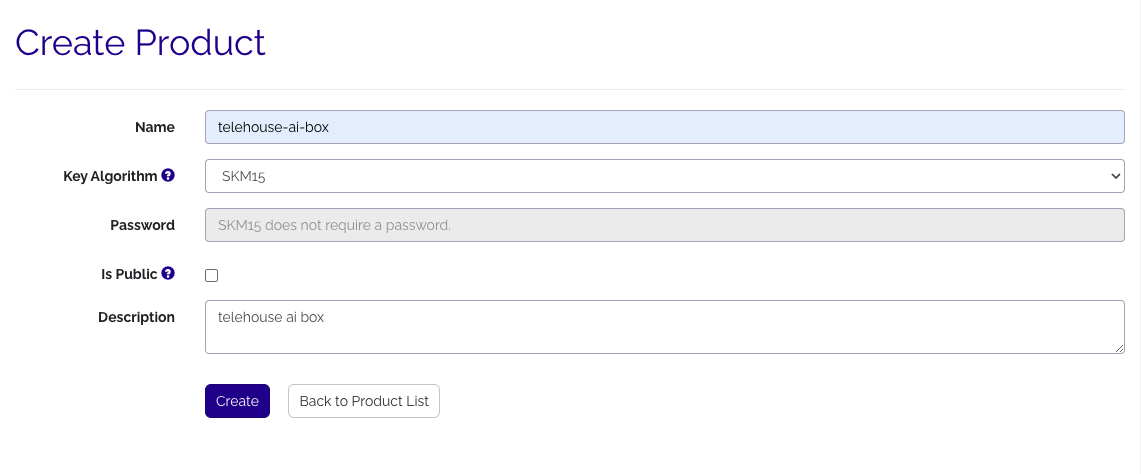 Create Product
Name telehouse-ai-box
Key Algorithm ? SKM15
Password SKM15 does not require a password.
Is Public ?
Description telehouse ai box
Create Back to Product List